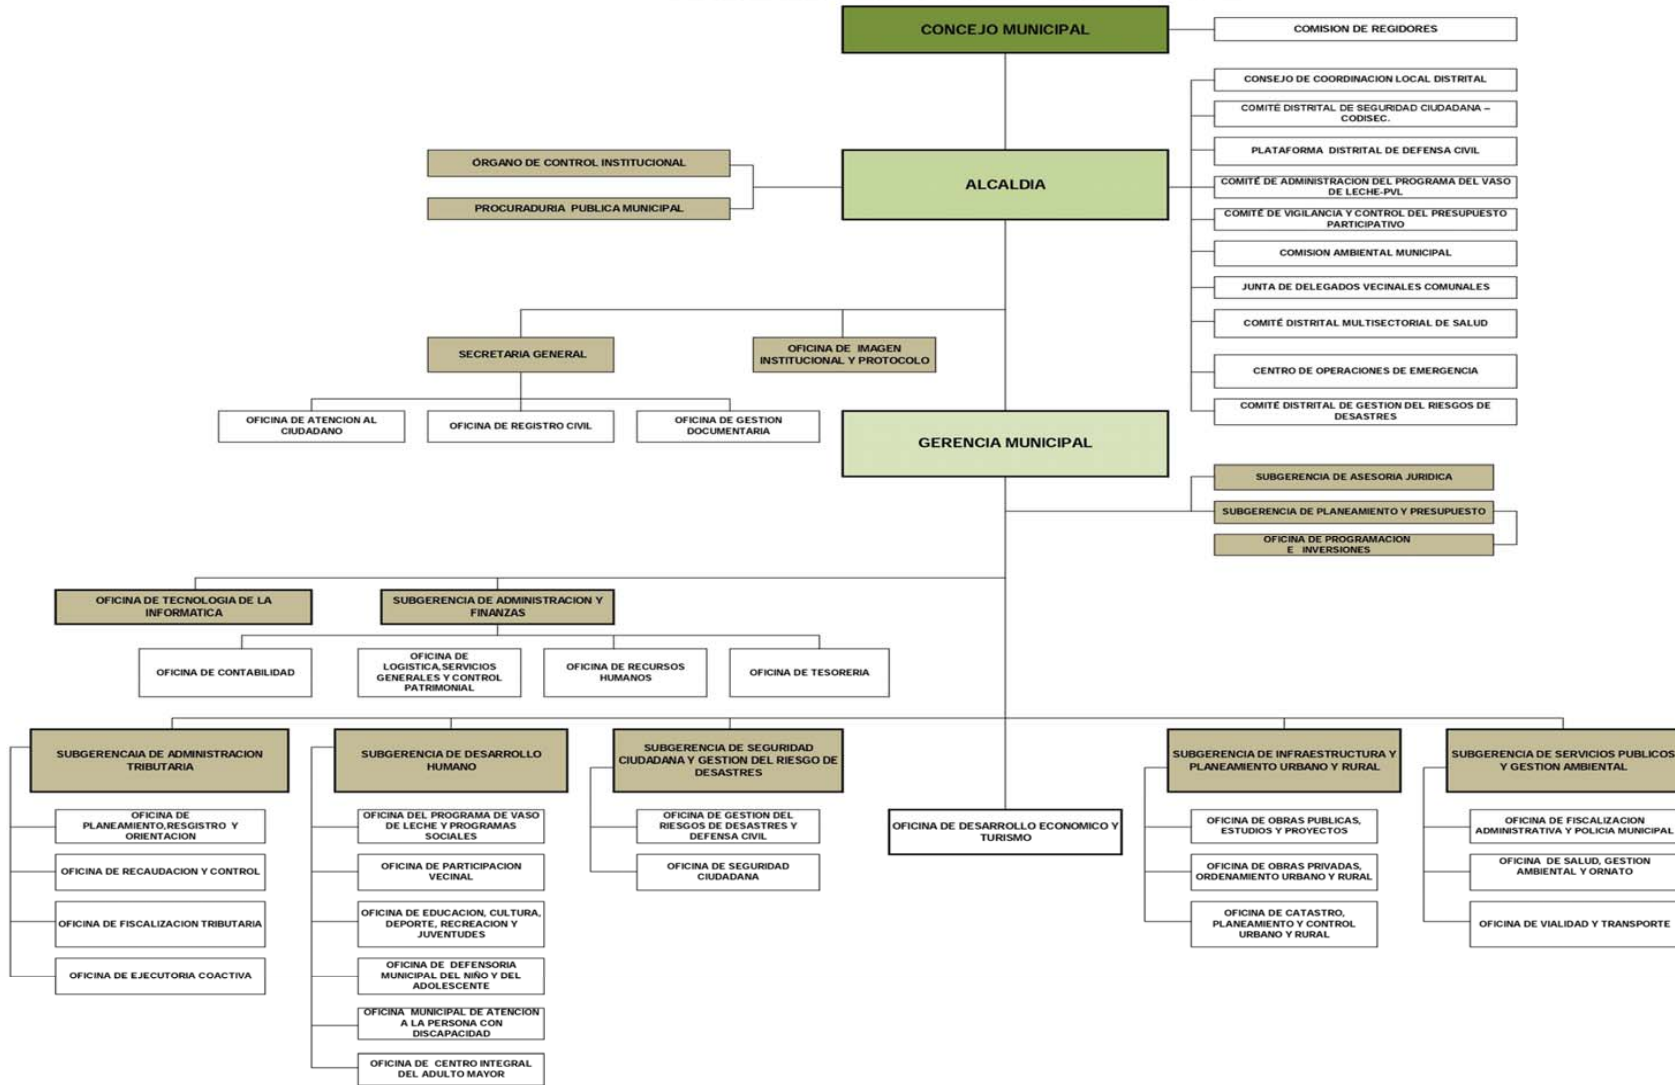 CONCEJO MUNICIPAL
COMISION DE REGIDORES
CONSEJO DE COORDINACION LOCAL DISTRITAL
COMITÉ DISTRITAL DE SEGURIDAD CIUDADANA –
CODISEC.
PLATAFORMA DISTRITAL DE DEFENSA CIVIL
COMITÉ DE ADMINISTRACION DEL PROGRAMA DEL VASO
DE LECHE-PVL
COMITÉ DE VIGILANCIA Y CONTROL DEL PRESUPUESTO
PARTICIPATIVO
COMISION AMBIENTAL MUNICIPAL
JUNTA DE DELEGADOS VECINALES COMUNALES
COMITÉ DISTRITAL MULTISECTORIAL DE SALUD
CENTRO DE OPERACIONES DE EMERGENCIA
COMITÉ DISTRITAL DE GESTION DEL RIESGOS DE
DESASTRES
ÓRGANO DE CONTROL INSTITUCIONAL
PROCURADURIA PUBLICA MUNICIPAL
ALCALDIA
SECRETARIA GENERAL
OFICINA DE IMAGEN
INSTITUCIONAL Y PROTOCOLO
OFICINA DE ATENCION AL
CIUDADANO
OFICINA DE REGISTRO CIVIL
OFICINA DE GESTION
DOCUMENTARIA
GERENCIA MUNICIPAL
SUBGERENCIA DE ASESORIA JURIDICA
SUBGERENCIA DE PLANEAMIENTO Y PRESUPUESTO
OFICINA DE PROGRAMACION
E INVERSIONES
OFICINA DE TECNOLOGIA DE LA
INFORMATICA
SUBGERENCIA DE ADMINISTRACION Y
FINANZAS
OFICINA DE CONTABILIDAD
OFICINA DE
LOGISTICA,SERVICIOS
GENERALES Y CONTROL
PATRIMONIAL
OFICINA DE RECURSOS
HUMANOS
OFICINA DE TESORERIA
SUBGERENCAIA DE ADMINISTRACION
TRIBUTARIA
OFICINA DE
PLANEAMIENTO,RESGISTRO Y
ORIENTACION
OFICINA DE RECAUDACION Y CONTROL
OFICINA DE FISCALIZACION TRIBUTARIA
OFICINA DE EJECUTORIA COACTIVA
SUBGERENCIA DE DESARROLLO
HUMANO
OFICINA DEL PROGRAMA DE VASO
DE LECHE Y PROGRAMAS
SOCIALES
OFICINA DE PARTICIPACION
VECINAL
OFICINA DE EDUCACION, CULTURA,
DEPORTE, RECREACION Y
JUVENTUDES
OFICINA DE DEFENSORIA
MUNICIPAL DEL NIÑO Y DEL
ADOLESCENTE
OFICINA MUNICIPAL DE ATENCION
A LA PERSONA CON
DISCAPACIDAD
OFICINA DE CENTRO INTEGRAL
DEL ADULTO MAYOR
SUBGERENCIA DE SEGURIDAD
CIUDADANA Y GESTION DEL RIESGO DE
DESASTRES
OFICINA DE GESTION DEL
RIESGOS DE DESASTRES Y
DEFENSA CIVIL
OFICINA DE SEGURIDAD
CIUDADANA
OFICINA DE DESARROLLO ECONOMICO Y
TURISMO
SUBGERENCIA DE INFRAESTRUCTURA Y
PLANEAMIENTO URBANO Y RURAL
OFICINA DE OBRAS PUBLICAS,
ESTUDIOS Y PROYECTOS
OFICINA DE OBRAS PRIVADAS,
ORDENAMIENTO URBANO Y RURAL
OFICINA DE CATASTRO,
PLANEAMIENTO Y CONTROL
URBANO Y RURAL
SUBGERENCIA DE SERVICIOS PUBLICOS
Y GESTION AMBIENTAL
OFICINA DE FISCALIZACION
ADMINISTRATIVA Y POLICIA MUNICIPAL
OFICINA DE SALUD, GESTION
AMBIENTAL Y ORNATO
OFICINA DE VIALIDAD Y TRANSPORTE